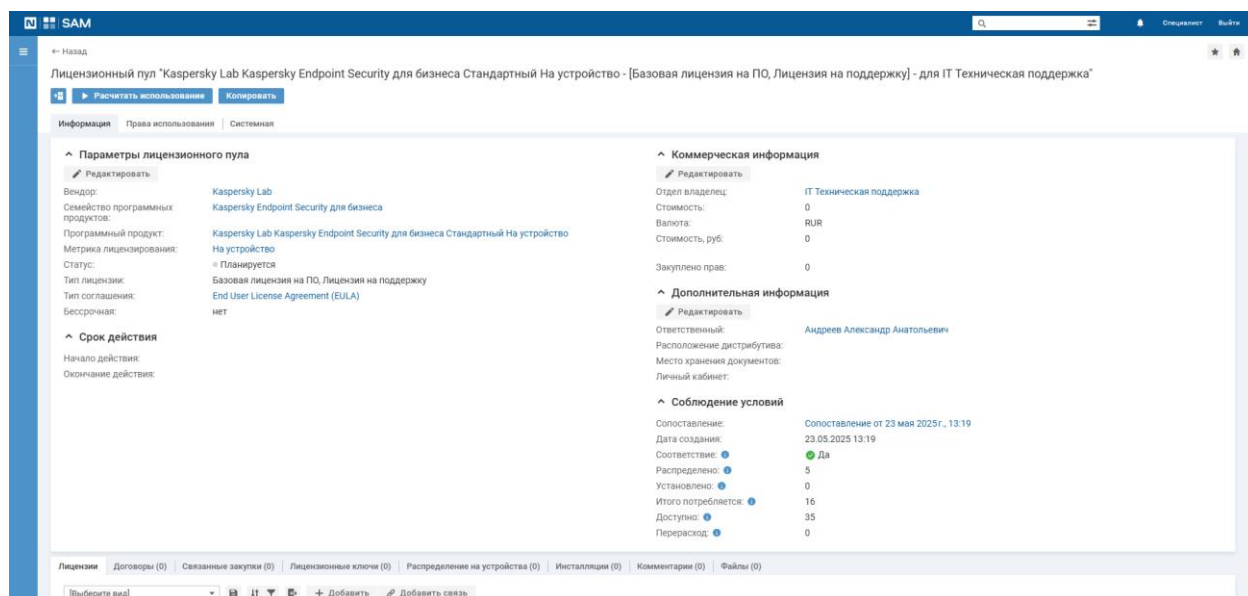 N SAM Специалист Выйти
← Назад
Лицензионный пул "Kaspersky Lab Kaspersky Endpoint Security для бизнеса Стандартный На устройство - [Базовая лицензия на ПО, Лицензия на поддержку] - для IT Техническая поддержка"
Расчитать использование Копировать
Информация Права использования Системная
Параметры лицензионного пула
Редактировать
Вендор: Kaspersky Lab
Семейство программных продуктов: Kaspersky Endpoint Security для бизнеса
Программный продукт: Kaspersky Lab Kaspersky Endpoint Security для бизнеса Стандартный На устройство
Метрика лицензирования: На устройство
Статус: Планируется
Тип лицензии: Базовая лицензия на ПО, Лицензия на поддержку
Тип соглашения: End User License Agreement (EULA)
Бессрочная: нет
Срок действия
Начало действия:
Окончание действия:
Коммерческая информация
Редактировать
Отдел владелец: IT Техническая поддержка
Стоимость: 0
Валюта: RUR
Стоимость, руб: 0
Закуплено прав: 0
Дополнительная информация
Редактировать
Ответственный: Андреев Александр Анатольевич
Расположение дистрибутива:
Место хранения документов:
Личный кабинет:
Соблюдение условий
Сопоставление: Сопоставление от 23 мая 2025 г., 13:19
Дата создания: 23.05.2025 13:19
Соответствие: Да
Распределено: 5
Установлено: 0
Итого потребляется: 16
Доступно: 35
Перерасход: 0
Лицензии Договоры (0) Связанные закупки (0) Лицензионные ключи (0) Распределение на устройства (0) Инсталляции (0) Комментарии (0) Файлы (0)
[Выберите вид] + Добавить Добавить связь